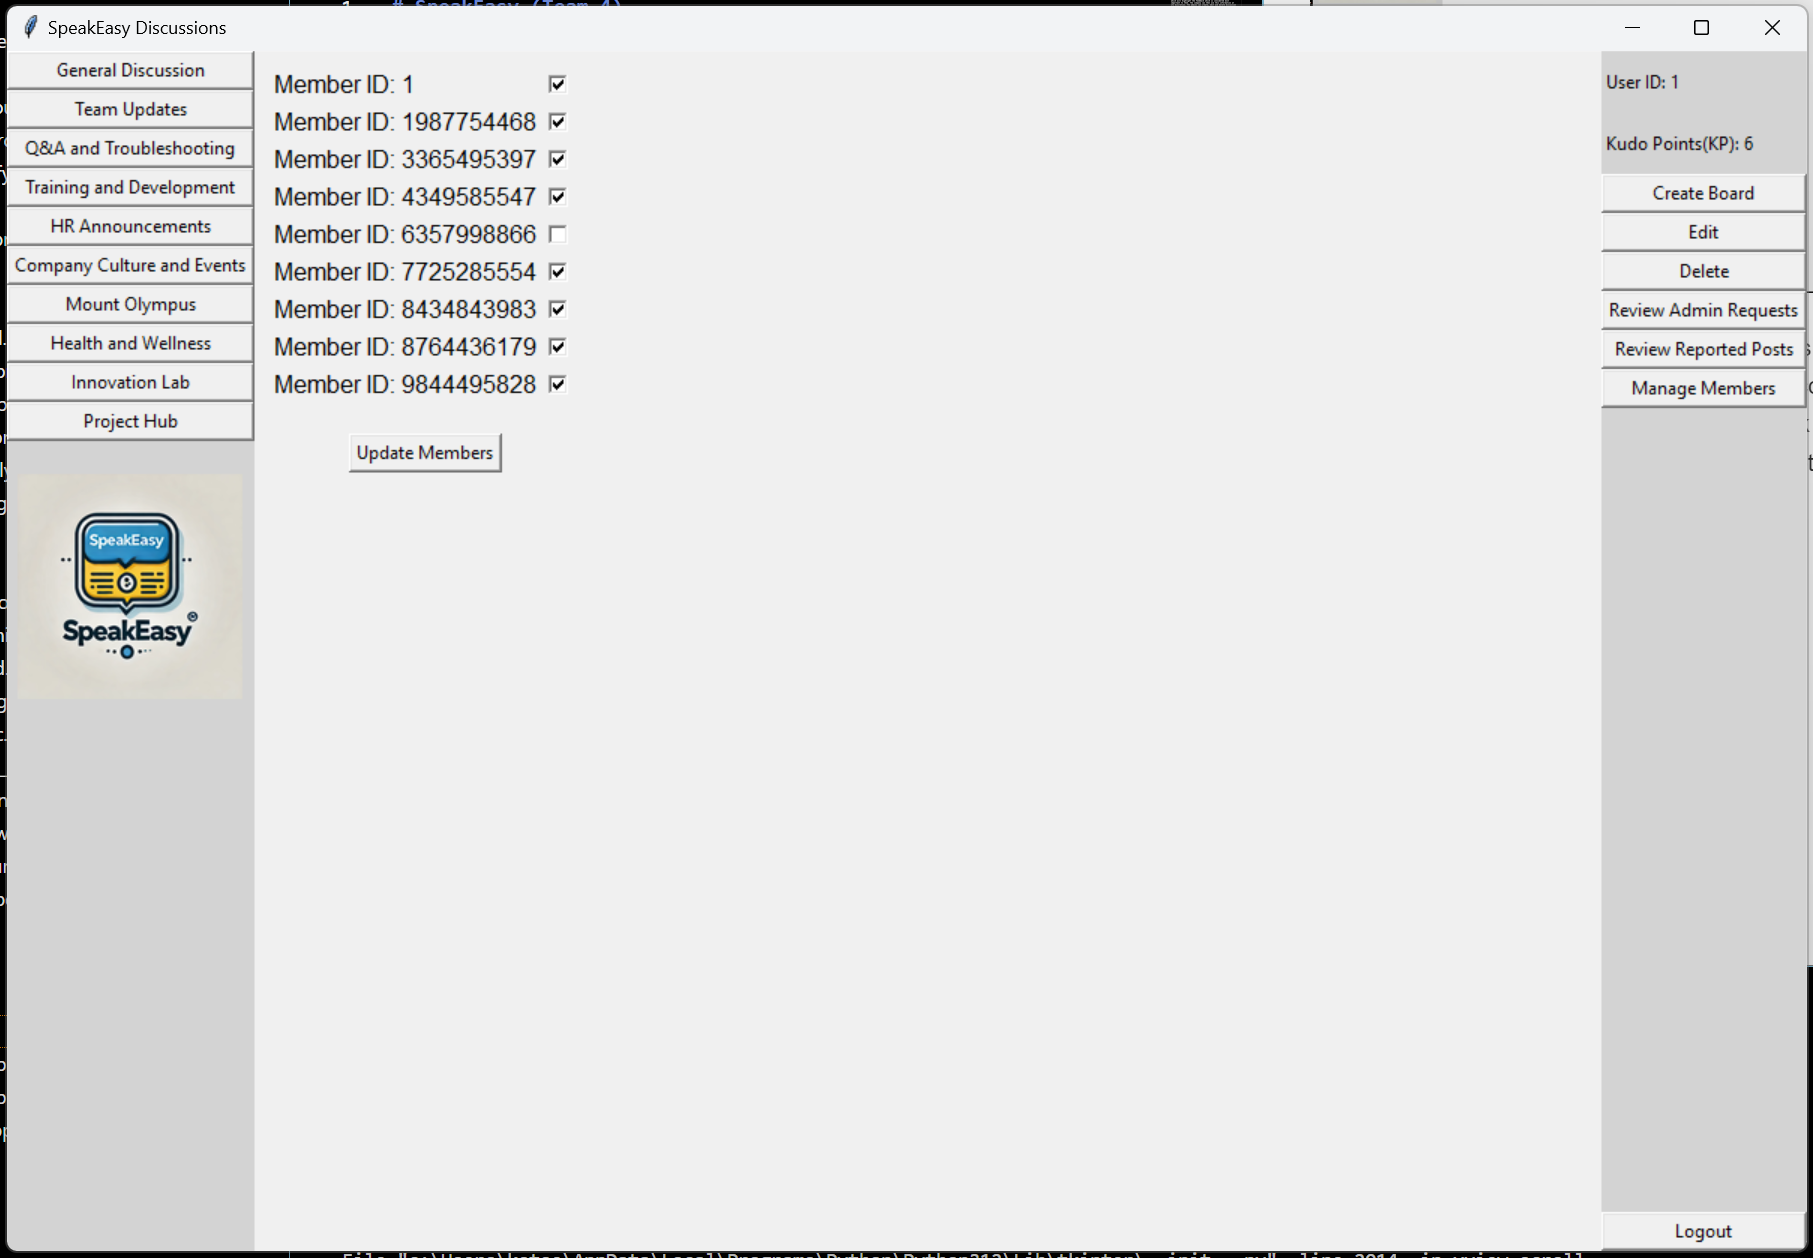 # SpeakEasy (Team 4)
SpeakEasy Discussions
General Discussion
Team Updates
Q&A and Troubleshooting
Training and Development
HR Announcements
Company Culture and Events
Mount Olympus
Health and Wellness
Innovation Lab
Project Hub
SpeakEasy
SpeakEasy
Member ID: 1
Member ID: 1987754468
Member ID: 3365495397
Member ID: 4349585547
Member ID: 6357998866
Member ID: 7725285554
Member ID: 8434843983
Member ID: 8764436179
Member ID: 9844495828
Update Members
User ID: 1
Kudo Points(KP): 6
Create Board
Edit
Delete
Review Admin Requests
Review Reported Posts
Manage Members
Logout